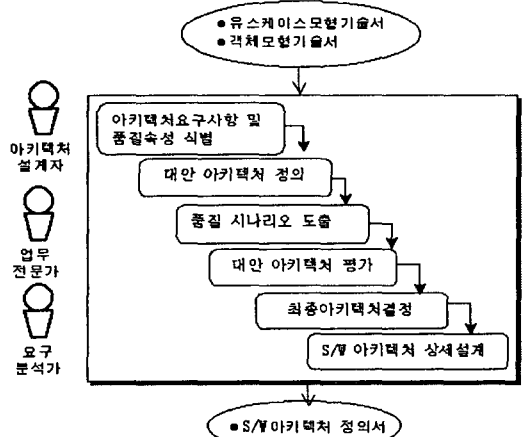 ●유스케이스모형기술서
●객체모형기술서
아키텍처요구사항 및
품질속성 식별
아키텍처
설계자
대안 아키텍처 정의
품질 시나리오 도출
업무
전문가
대안 아키텍처 평가
최종아키텍처결정
S/W 아키텍처 상세설계
요구
분석가
●S/W아키텍처 정의서